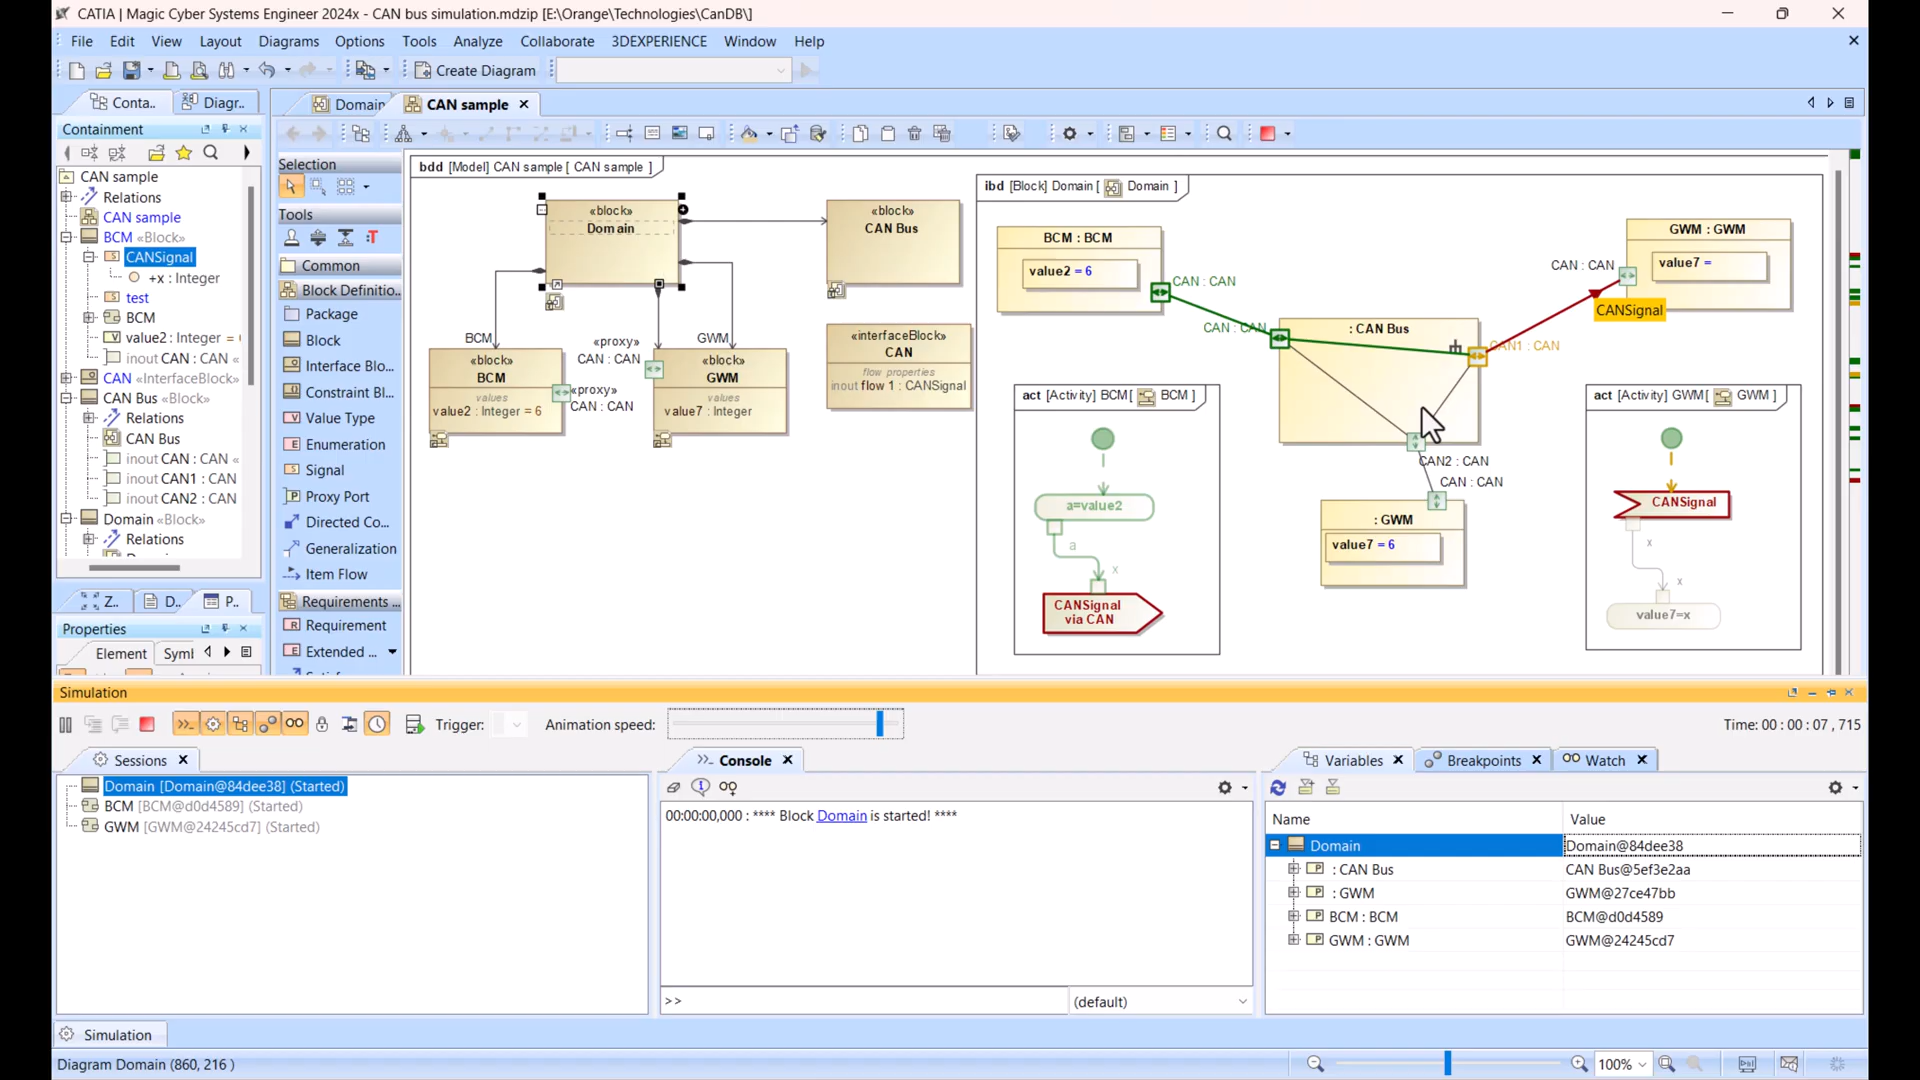 CATIA | Magic Cyber Systems Engineer 2024x - CAN bus simulation.mdzip [E:\Orange\Technologies\CanDB\]
File Edit View Layout Diagrams Options Tools Analyze Collaborate 3DEXPERIENCE Window Help
Create Diagram
Conta.. Diagr..
Domain CAN sample
Containment
CAN sample
Relations
CAN sample
BCM «Block»
CANSignal
+x : Integer
test
BCM
value2 : Integer =
inout CAN : CAN «
CAN «InterfaceBlock»
CAN Bus «Block»
Relations
CAN Bus
inout CAN : CAN «
inout CAN1 : CAN
inout CAN2 : CAN
Domain «Block»
Relations
Z.. D.. P..
Properties
Element Symł
Selection
Tools
Common
Block Definitio...
Package
Block
Interface Blo...
Constraint Bl...
Value Type
Enumeration
Signal
Proxy Port
Directed Co...
Generalization
Item Flow
Requirements ...
Requirement
Extended ...
bdd [Model] CAN sample [ CAN sample ]
«block»
Domain
«block»
CAN Bus
BCM
«proxy»
CAN : CAN
GWM
«block»
BCM
values
value2 : Integer = 6
«proxy»
CAN : CAN
«block»
GWM
values
value7 : Integer
«interfaceBlock»
CAN
flow properties
inout flow 1 : CANSignal
ibd [Block] Domain [ Domain ]
BCM : BCM
value2 = 6
CAN : CAN
CAN : CAN
: CAN Bus
CAN1 : CAN
CAN : CAN
GWM : GWM
value7 =
CANSignal
CAN2 : CAN
CAN : CAN
: GWM
value7 = 6
act [Activity] BCM [ BCM ]
a=value2
a
x
CANSignal
via CAN
act [Activity] GWM [ GWM ]
CANSignal
x
x
value7=x
Simulation
Trigger:
Animation speed:
Time: 00 : 00 : 07 , 715
Sessions
Domain [Domain@84dee38] (Started)
BCM [BCM@d0d4589] (Started)
GWM [GWM@24245cd7] (Started)
Console
00:00:00,000 : **** Block Domain is started! ****
>>
(default)
Variables Breakpoints Watch
Name Value
Domain Domain@84dee38
: CAN Bus CAN Bus@5ef3e2aa
: GWM GWM@27ce47bb
BCM : BCM BCM@d0d4589
GWM : GWM GWM@24245cd7
Simulation
Diagram Domain (860, 216 )
100%